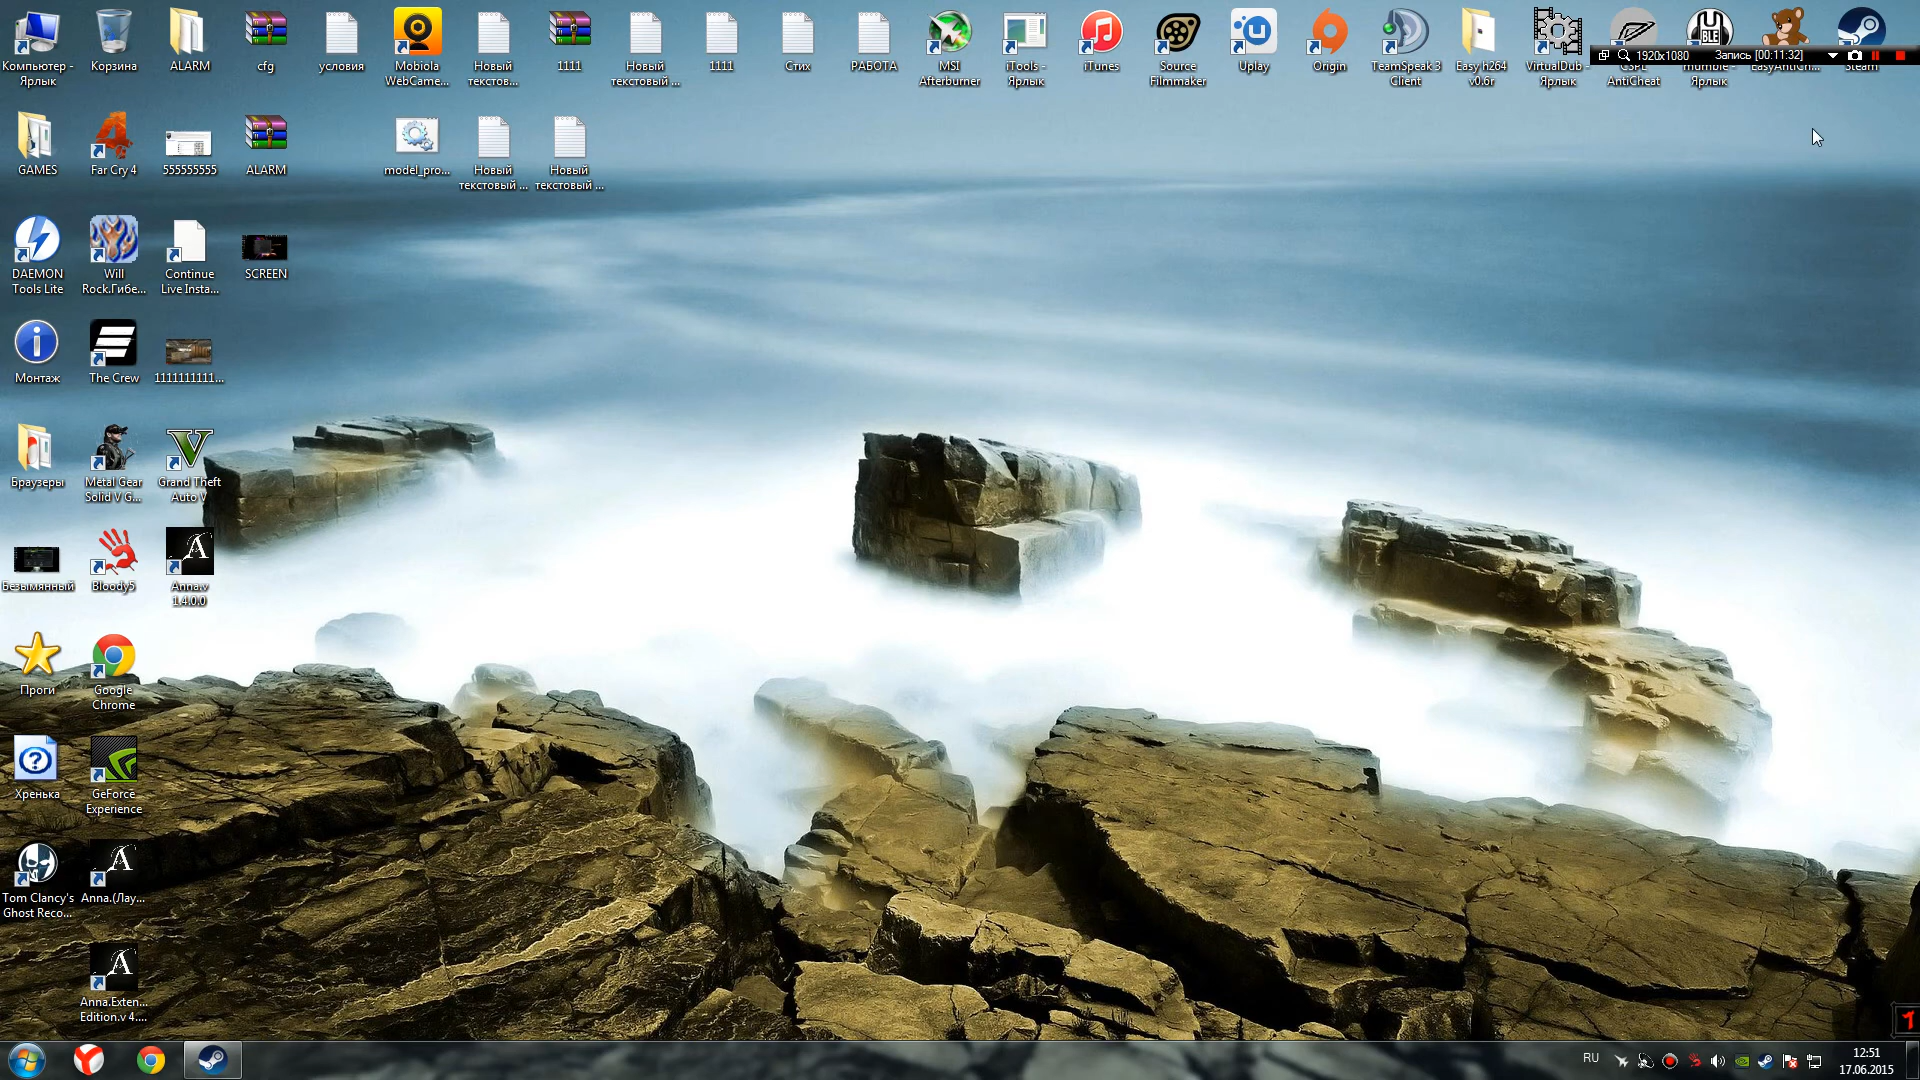 Компьютер -
Ярлык
Корзина
ALARM
cfg
условия
Mobiola
WebCame...
Новый
текстов...
1111
Новый
текстовый ...
1111
Стих
РАБОТА
MSI
Afterburner
iTools -
Ярлык
iTunes
Source
Filmmaker
Uplay
Origin
TeamSpeak 3
Client
Easy h264
v0.6r
VirtualDub -
Ярлык
AntiCheat
mumble -
Ярлык
EasyAntiCh...
Steam
1920x1080
Запись [00:11:32]
GAMES
Far Cry 4
555555555
ALARM
model_pro...
Новый
текстовый ...
Новый
текстовый ...
DAEMON
Tools Lite
Will
Rock.Гибе...
Continue
Live Insta...
SCREEN
Монтаж
The Crew
1111111111...
Браузеры
Metal Gear
Solid V G...
Grand Theft
Auto V
Безымянный
Bloody5
Anna.v
1.4.0.0
Проги
Google
Chrome
Хренька
GeForce
Experience
Tom Clancy's
Ghost Reco...
Anna.(Лау...
Anna.Exten...
Edition.v 4....
RU
12:51
17.06.2015